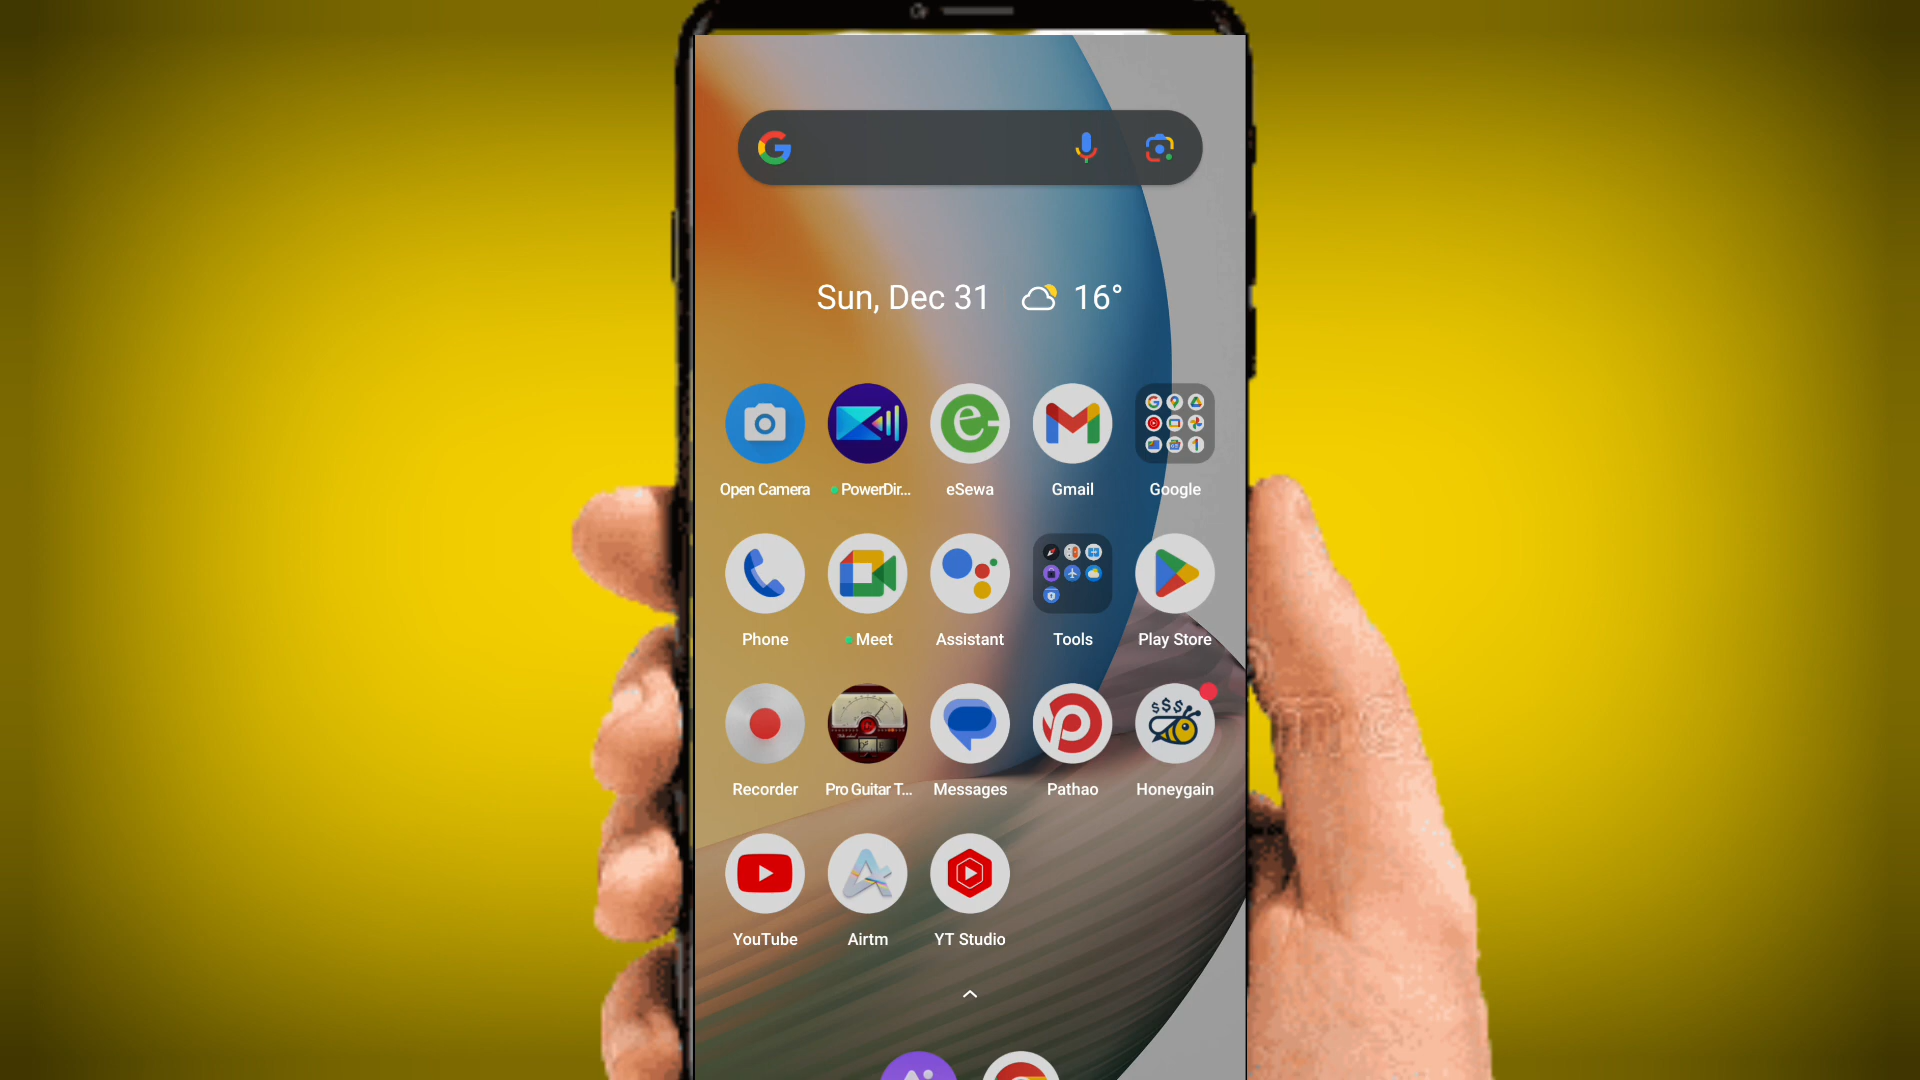 Sun, Dec 31 16°
Open Camera PowerDir... eSewa Gmail Google
Phone Meet Assistant Tools Play Store
Recorder Pro Guitar T... Messages Pathao Honeygain
YouTube Airtm YT Studio